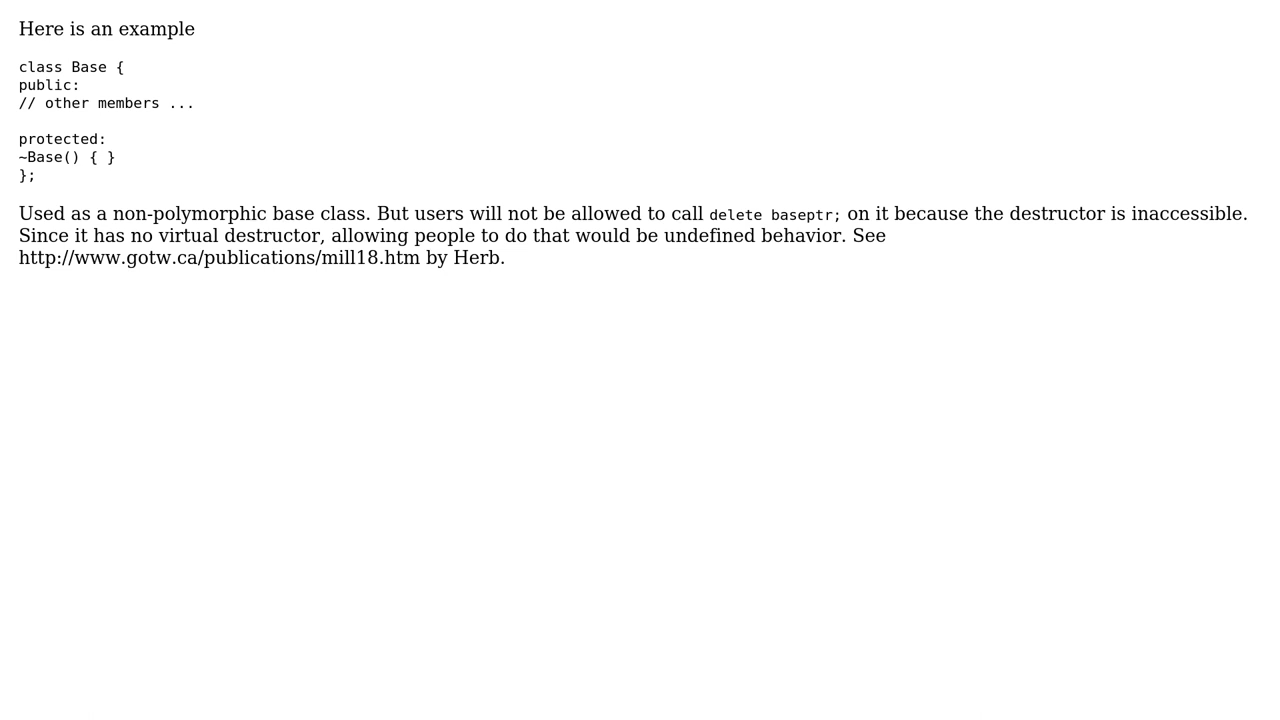 Here is an example
class Base {
public:
// other members ...
protected:
~Base() { }
};
Used as a non-polymorphic base class. But users will not be allowed to call delete baseptr; on it because the destructor is inaccessible.
Since it has no virtual destructor, allowing people to do that would be undefined behavior. See
http://www.gotw.ca/publications/mill18.htm by Herb.